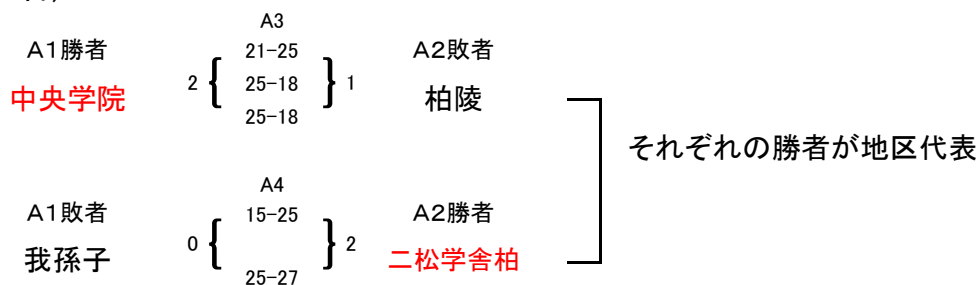 A3
A1勝者 21-25 A2敗者
中央学院 2 { 25-18 } 1 柏陵
25-18
それぞれの勝者が地区代表
A4
A1敗者 15-25 A2勝者
我孫子 0 { } 2 二松学舎柏
25-27